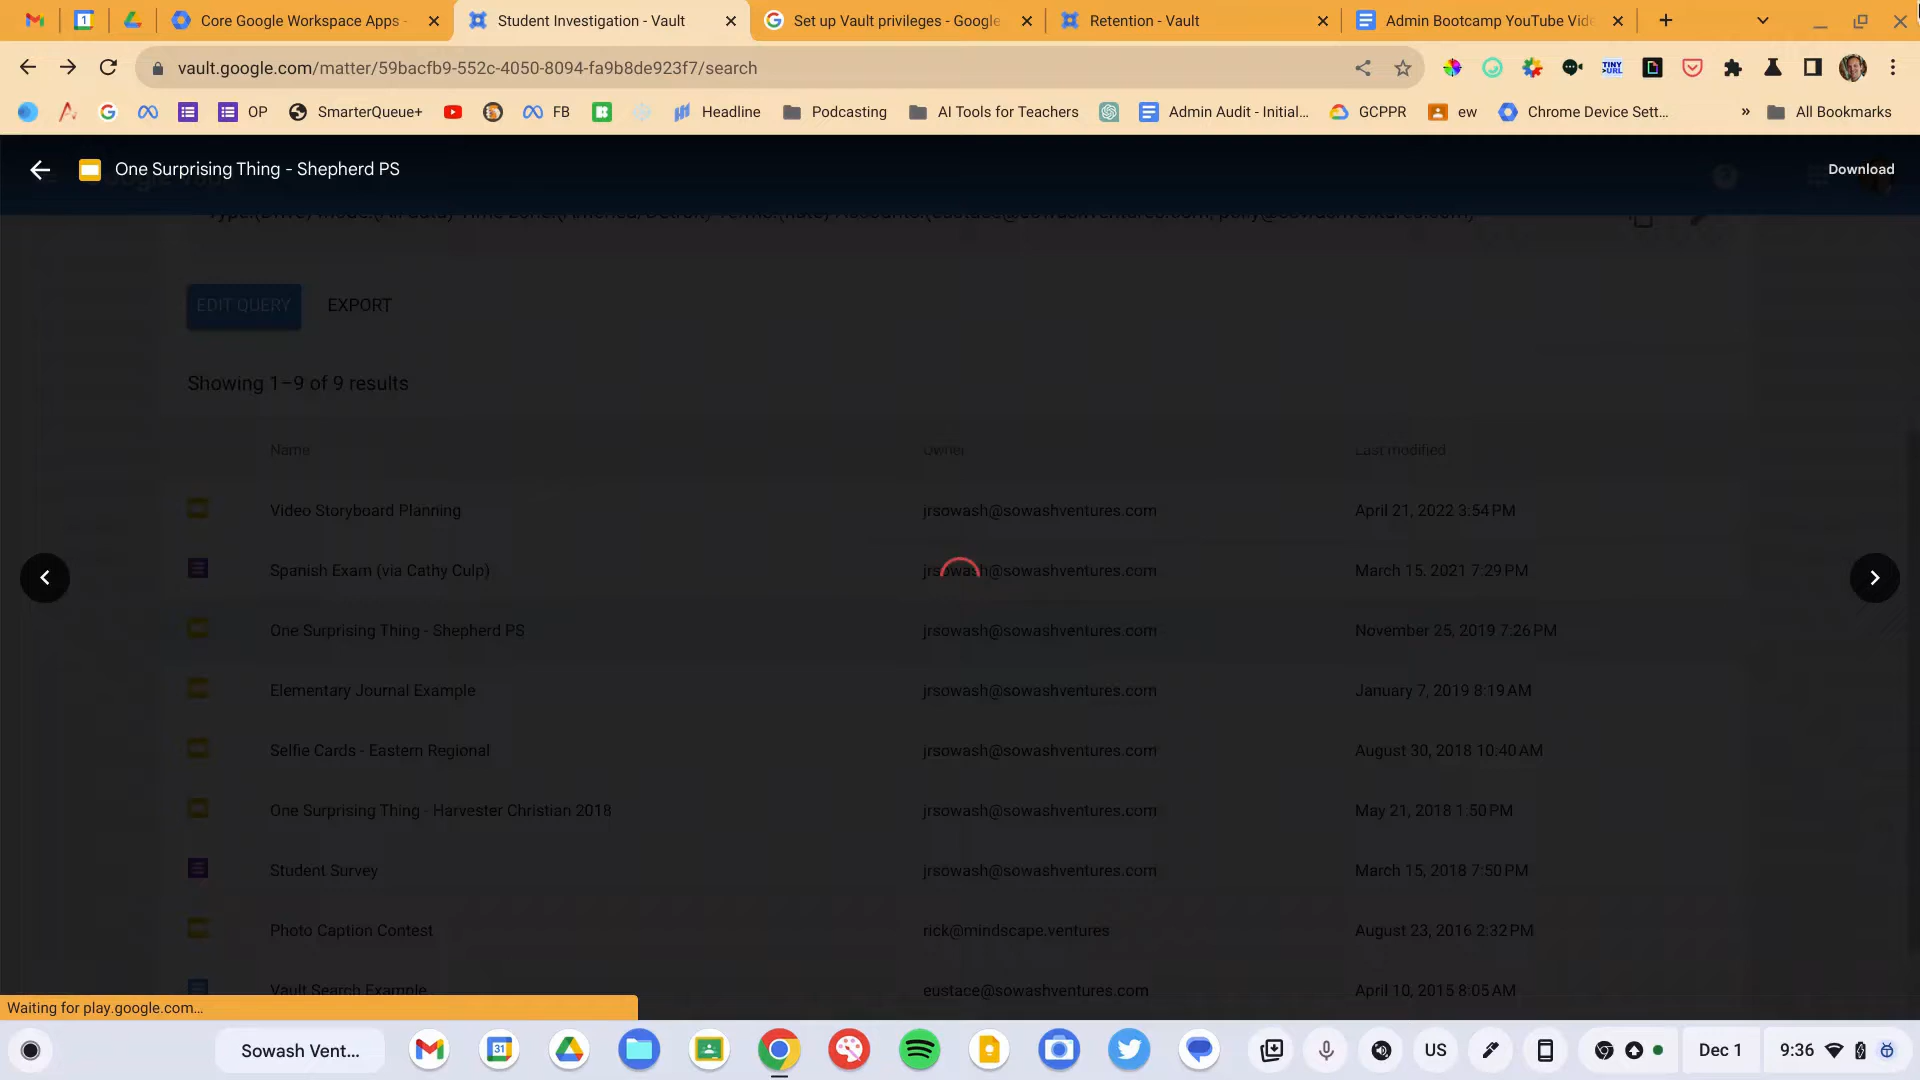 Core Google Workspace Apps -
Student Investigation - Vault
Set up Vault privileges - Google
Retention - Vault
Admin Bootcamp YouTube Vide
vault.google.com/matter/59bacfb9-552c-4050-8094-fa9b8de923f7/search
TINY
>URL
OP
SmarterQueue+
FB
Headline
Podcasting
AI Tools for Teachers
Admin Audit - Initial...
GCPPR
ew
Chrome Device Sett...
»
All Bookmarks
One Surprising Thing - Shepherd PS
Download
EDIT QUERY
EXPORT
Showing 1–9 of 9 results
Name
Owner
Last modified
Video Storyboard Planning
jrsowash@sowashventures.com
April 21, 2022 3:54 PM
Spanish Exam (via Cathy Culp)
jrsowash@sowashventures.com
March 15, 2021 7:29 PM
One Surprising Thing - Shepherd PS
jrsowash@sowashventures.com
November 25, 2019 7:26 PM
Elementary Journal Example
jrsowash@sowashventures.com
January 7, 2019 8:19 AM
Selfie Cards - Eastern Regional
jrsowash@sowashventures.com
August 30, 2018 10:40 AM
One Surprising Thing - Harvester Christian 2018
jrsowash@sowashventures.com
May 21, 2018 1:50 PM
Student Survey
jrsowash@sowashventures.com
March 15, 2018 7:50 PM
Photo Caption Contest
rick@mindscape.ventures
August 23, 2016 2:32 PM
Vault Search Example
eustace@sowashventures.com
April 10, 2015 8:05 AM
Waiting for play.google.com...
Sowash Vent...
31
US
Dec 1
9:36